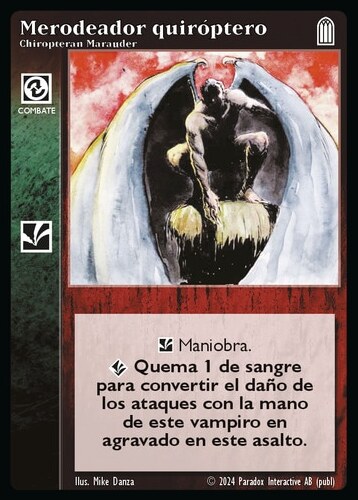 Merodeador quiróptero
Chiropteran Marauder
COMBATE
Maniobra.
Quema 1 de sangre
para convertir el daño de
los ataques con la mano
de este vampiro en
agravado en este asalto.
Ilus. Mike Danza © 2024 Paradox Interactive AB (publ)